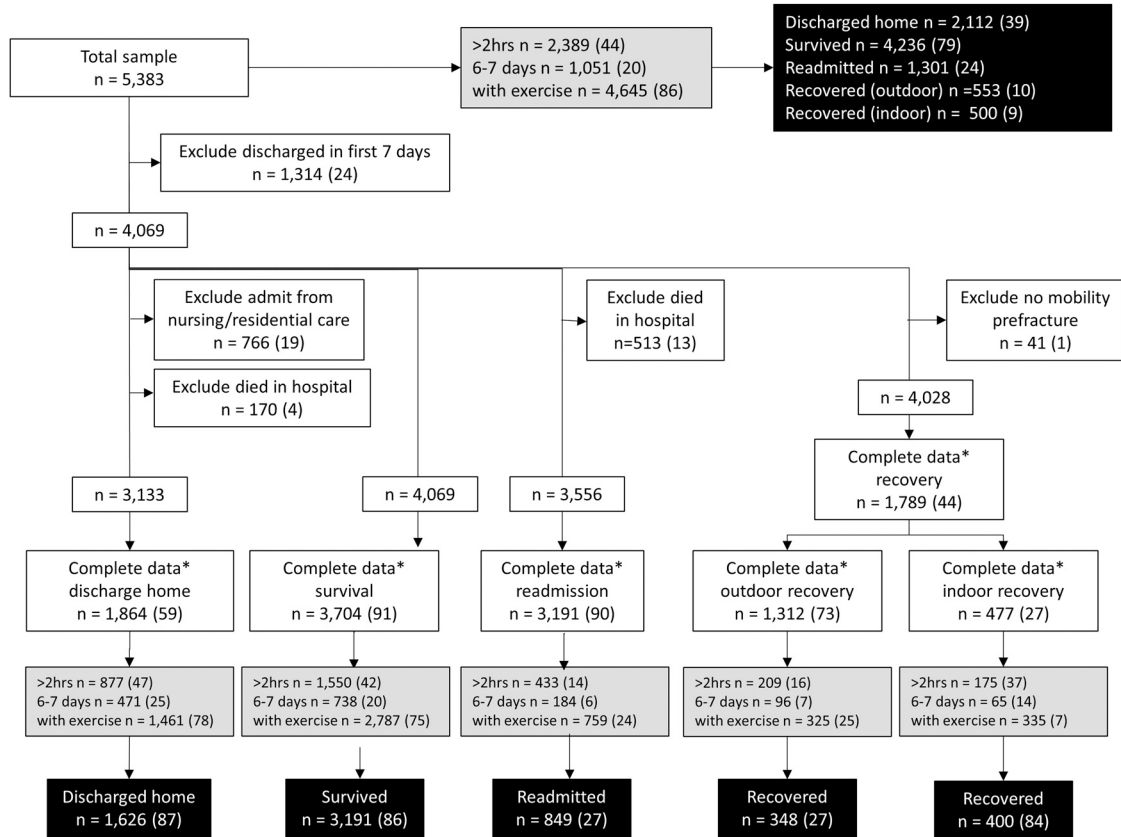 Total sample
n = 5,383
>2hrs n = 2,389 (44)
6-7 days n = 1,051 (20)
with exercise n = 4,645 (86)
Discharged home n = 2,112 (39)
Survived n = 4,236 (79)
Readmitted n = 1,301 (24)
Recovered (outdoor) n =553 (10)
Recovered (indoor) n = 500 (9)
Exclude discharged in first 7 days
n = 1,314 (24)
n = 4,069
Exclude admit from
nursing/residential care
n = 766 (19)
Exclude died in hospital
n = 170 (4)
Exclude died
in hospital
n=513 (13)
Exclude no mobility
prefracture
n = 41 (1)
n = 4,028
Complete data*
recovery
n = 1,789 (44)
n = 3,133
n = 4,069
n = 3,556
Complete data*
discharge home
n = 1,864 (59)
Complete data*
survival
n = 3,704 (91)
Complete data*
readmission
n = 3,191 (90)
Complete data*
outdoor recovery
n = 1,312 (73)
Complete data*
indoor recovery
n = 477 (27)
>2hrs n = 877 (47)
6-7 days n = 471 (25)
with exercise n = 1,461 (78)
>2hrs n = 1,550 (42)
6-7 days n = 738 (20)
with exercise n = 2,787 (75)
>2hrs n = 433 (14)
6-7 days n = 184 (6)
with exercise n = 759 (24)
>2hrs n = 209 (16)
6-7 days n = 96 (7)
with exercise n = 325 (25)
>2hrs n = 175 (37)
6-7 days n = 65 (14)
with exercise n = 335 (7)
Discharged home
n = 1,626 (87)
Survived
n = 3,191 (86)
Readmitted
n = 849 (27)
Recovered
n = 348 (27)
Recovered
n = 400 (84)